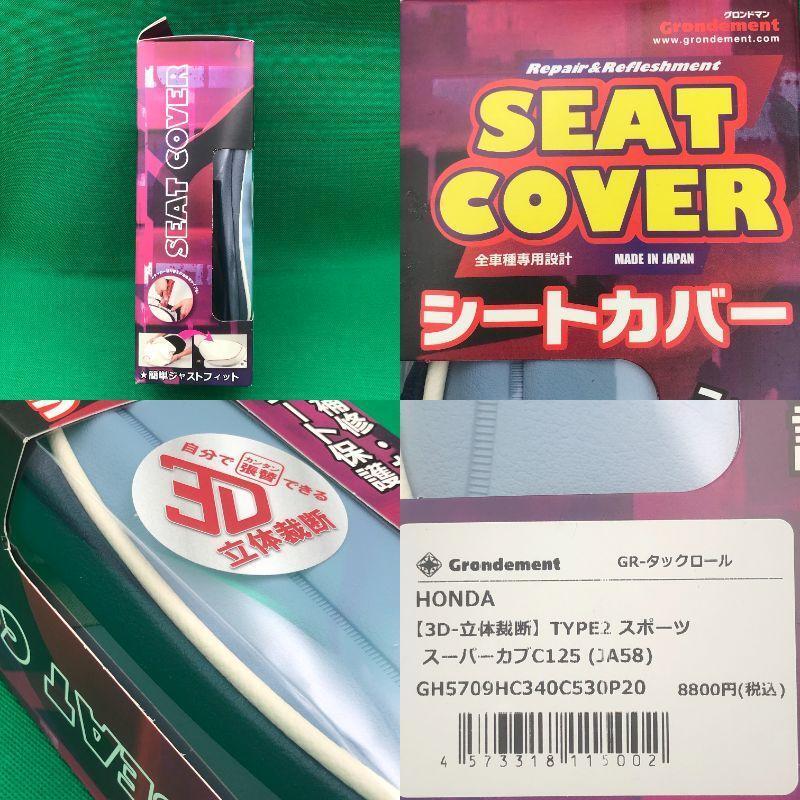 SEAT COVER
★簡単ジャストフィット
グロンドマン
Grondement
www.grondement.com
Repair&Refleshment
SEAT
COVER
全車種専用設計
MADE IN JAPAN
シートカバー
補修・
保護
自分で
カンタン
張替
できる
3D
立体裁断
SEAT
Grondement
GR-タックロール
HONDA
【3D-立体裁断】TYPE2 スポーツ
スーパーカブC125 (JA58)
GH5709HC340C530P20
8800円(税込)
4 573318 115002